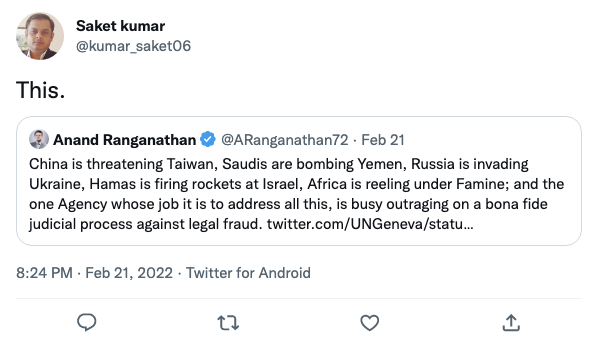 Saket kumar
@kumar_saket06
This.
Anand Ranganathan @ARanganathan72 · Feb 21
China is threatening Taiwan, Saudis are bombing Yemen, Russia is invading
Ukraine, Hamas is firing rockets at Israel, Africa is reeling under Famine; and the
one Agency whose job it is to address all this, is busy outraging on a bona fide
judicial process against legal fraud. twitter.com/UNGeneva/statu…
8:24 PM · Feb 21, 2022 · Twitter for Android